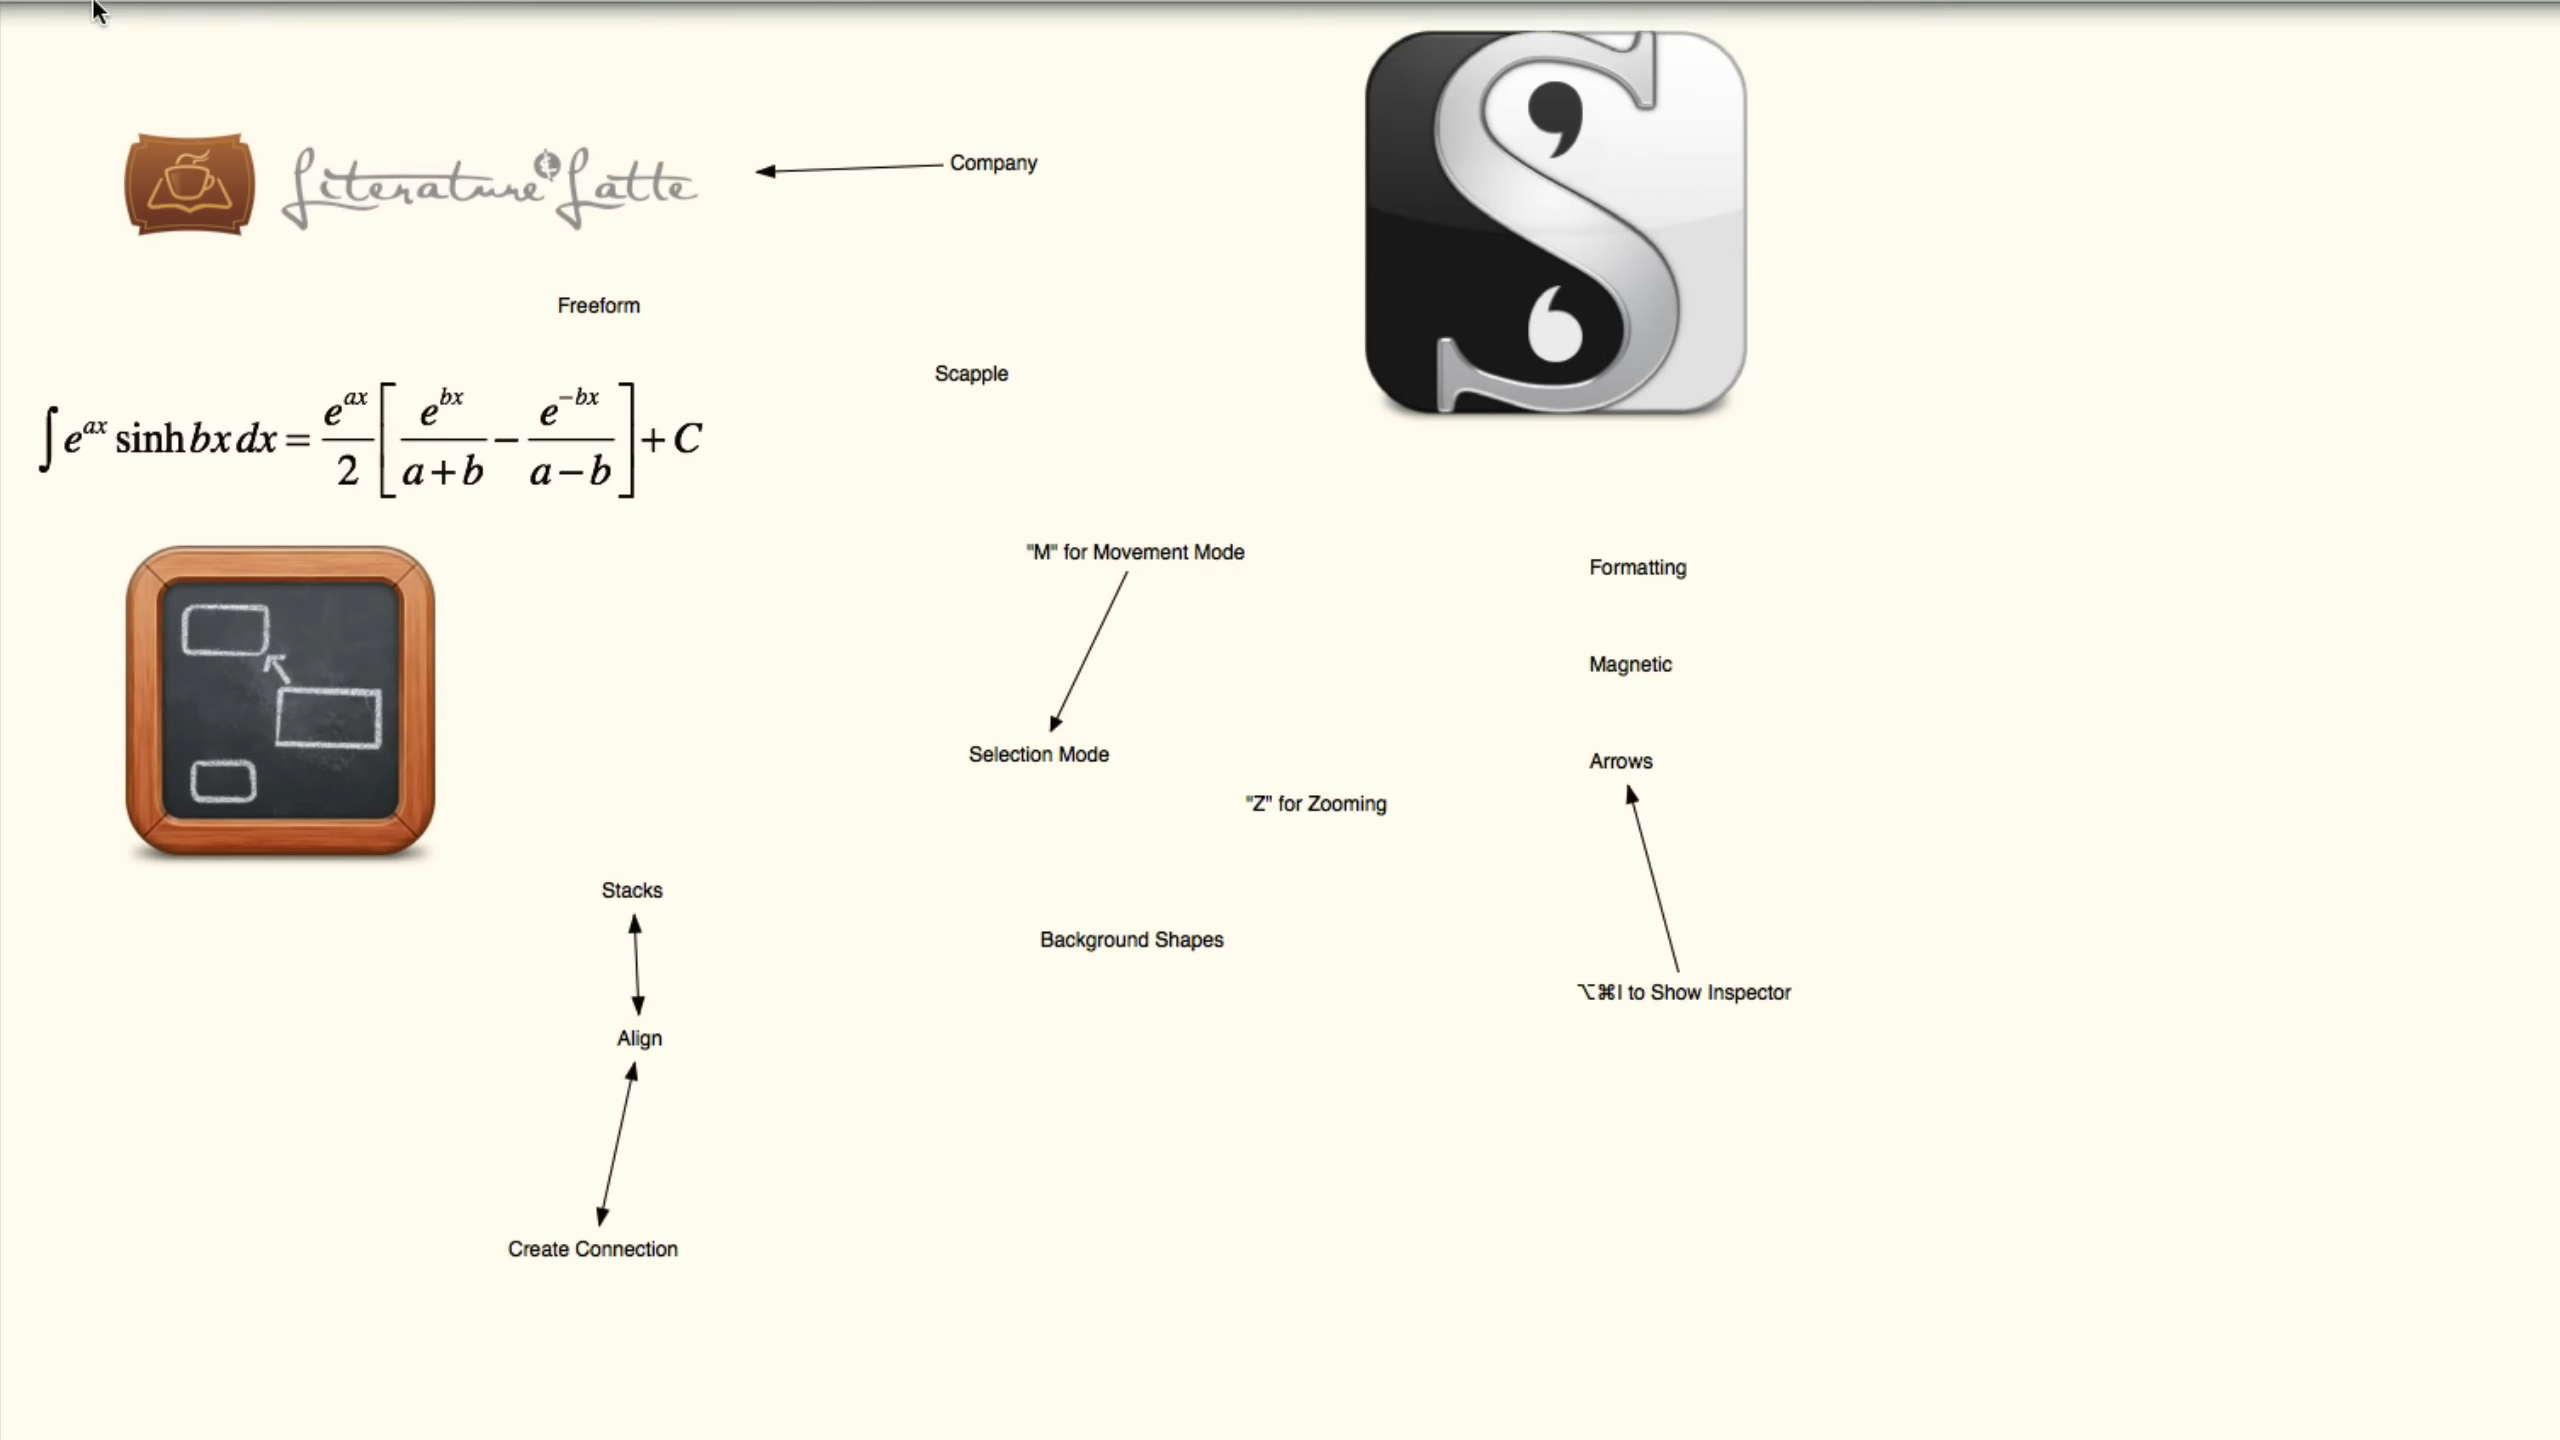 Literature & Latte
Company
Freeform
Scapple
∫ e^{ax} sinh bx dx = e^{ax}/2 [ e^{bx}/(a+b) − e^{−bx}/(a−b) ] + C
"M" for Movement Mode
Formatting
Magnetic
Selection Mode
Arrows
"Z" for Zooming
Stacks
Background Shapes
⌥⌘I to Show Inspector
Align
Create Connection